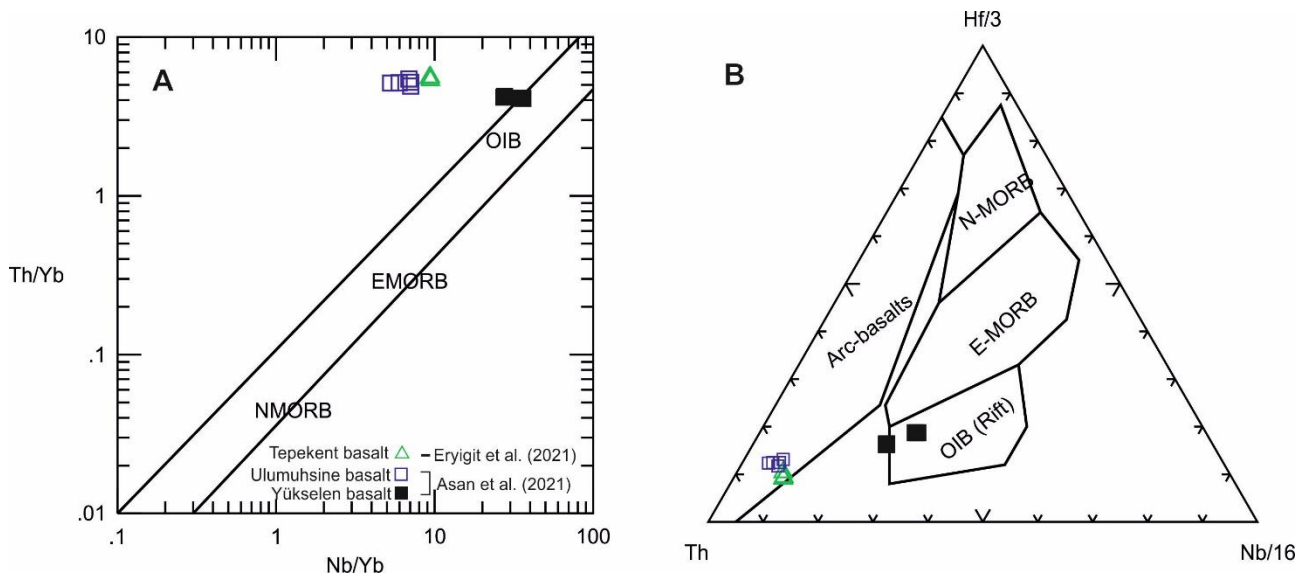 A
10
1
.1
.01
Th/Yb
OIB
EMORB
NMORB
Tepekent basalt Eryigit et al. (2021)
Ulumuhsine basalt
Yükselen basalt Asan et al. (2021)
.1 1 10 100
Nb/Yb
B
Hf/3
N-MORB
Arc-basalts
E-MORB
OIB (Rift)
Th
Nb/16